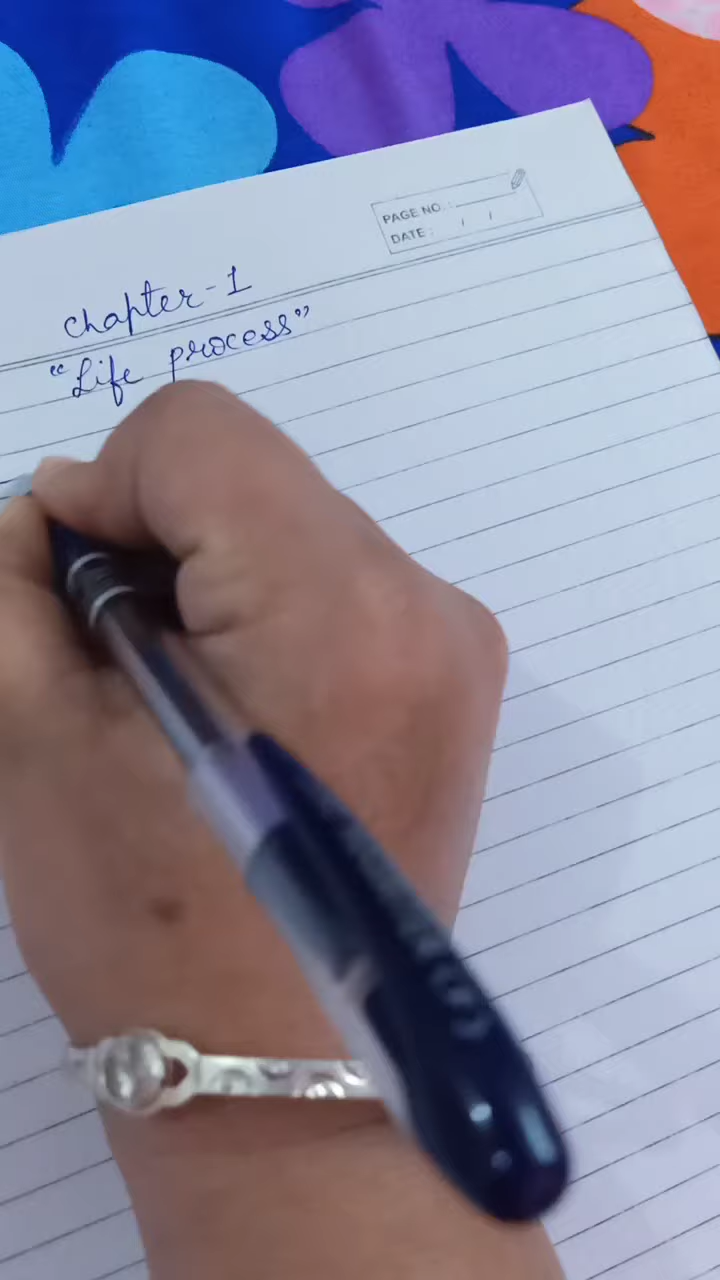 PAGE NO. :
DATE : / /
Chapter-1
"Life process"